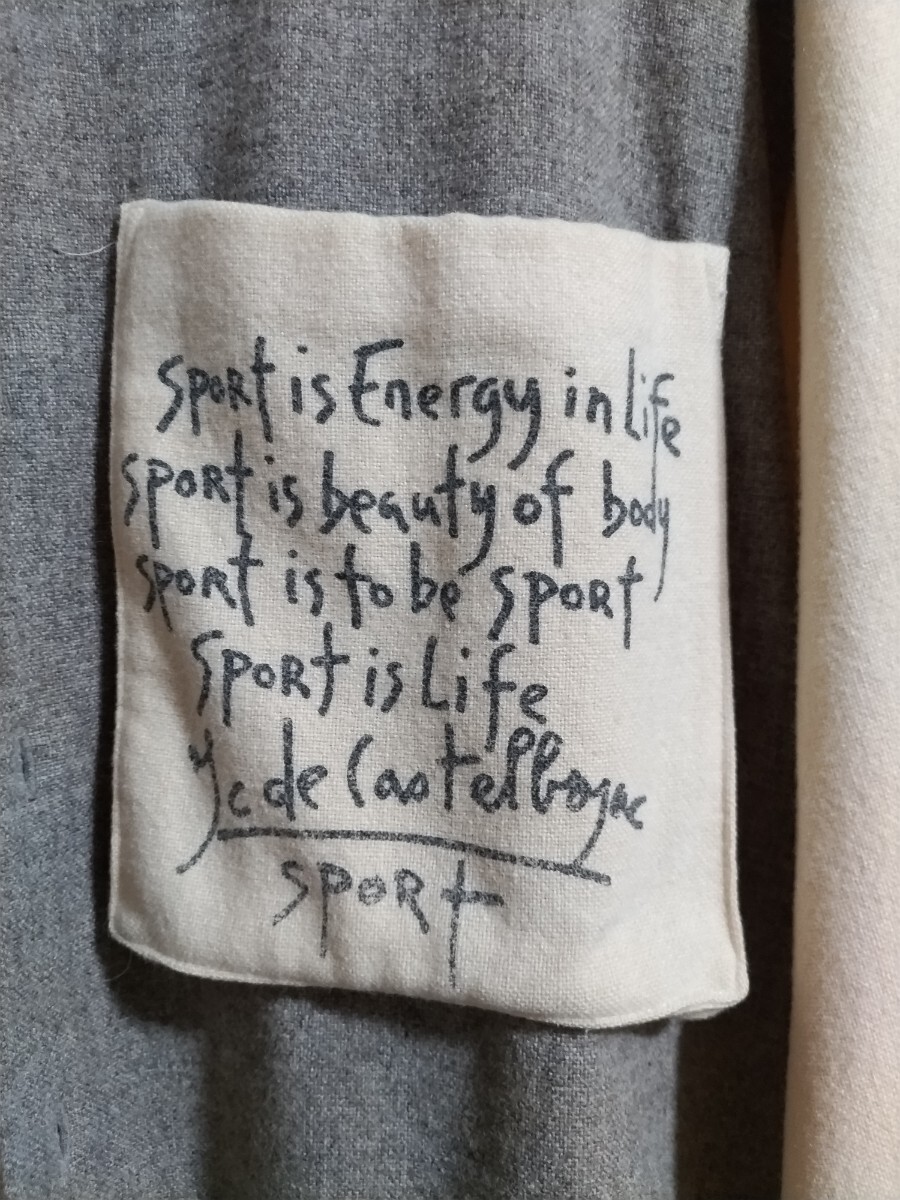 sport is Energy in Life
sport is beauty of body
sport is to be sport
Sport is Life
Jc de Castelbajac
SPORT